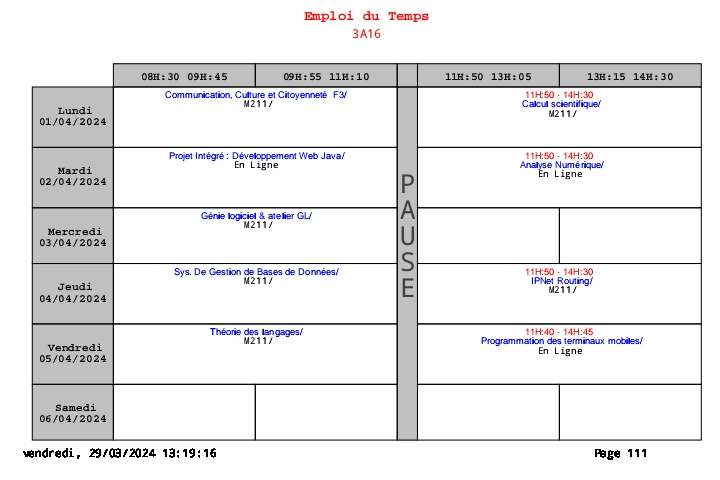 Emploi du Temps
3A16
08H:30 09H:45 09H:55 11H:10 11H:50 13H:05 13H:15 14H:30
Lundi
01/04/2024
Communication, Culture et Citoyenneté F3/
M211/
11H:50 - 14H:30
Calcul scientifique/
M211/
Mardi
02/04/2024
Projet Intégré : Développement Web Java/
En Ligne
11H:50 - 14H:30
Analyse Numérique/
En Ligne
PAUSE
Mercredi
03/04/2024
Génie logiciel & atelier GL/
M211/
Jeudi
04/04/2024
Sys. De Gestion de Bases de Données/
M211/
11H:50 - 14H:30
IPNet Routing/
M211/
Vendredi
05/04/2024
Théorie des langages/
M211/
11H:40 - 14H:45
Programmation des terminaux mobiles/
En Ligne
Samedi
06/04/2024
vendredi, 29/03/2024 13:19:16 Page 111